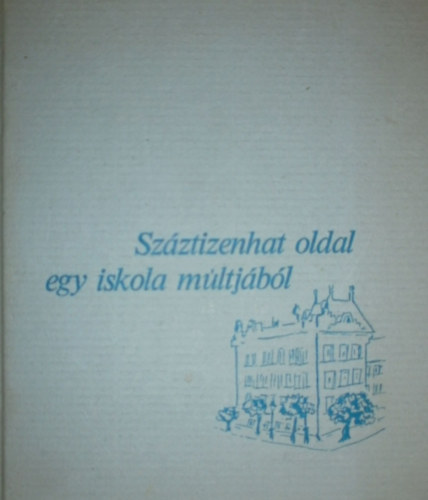 Száztizenhat oldal
egy iskola múltjából